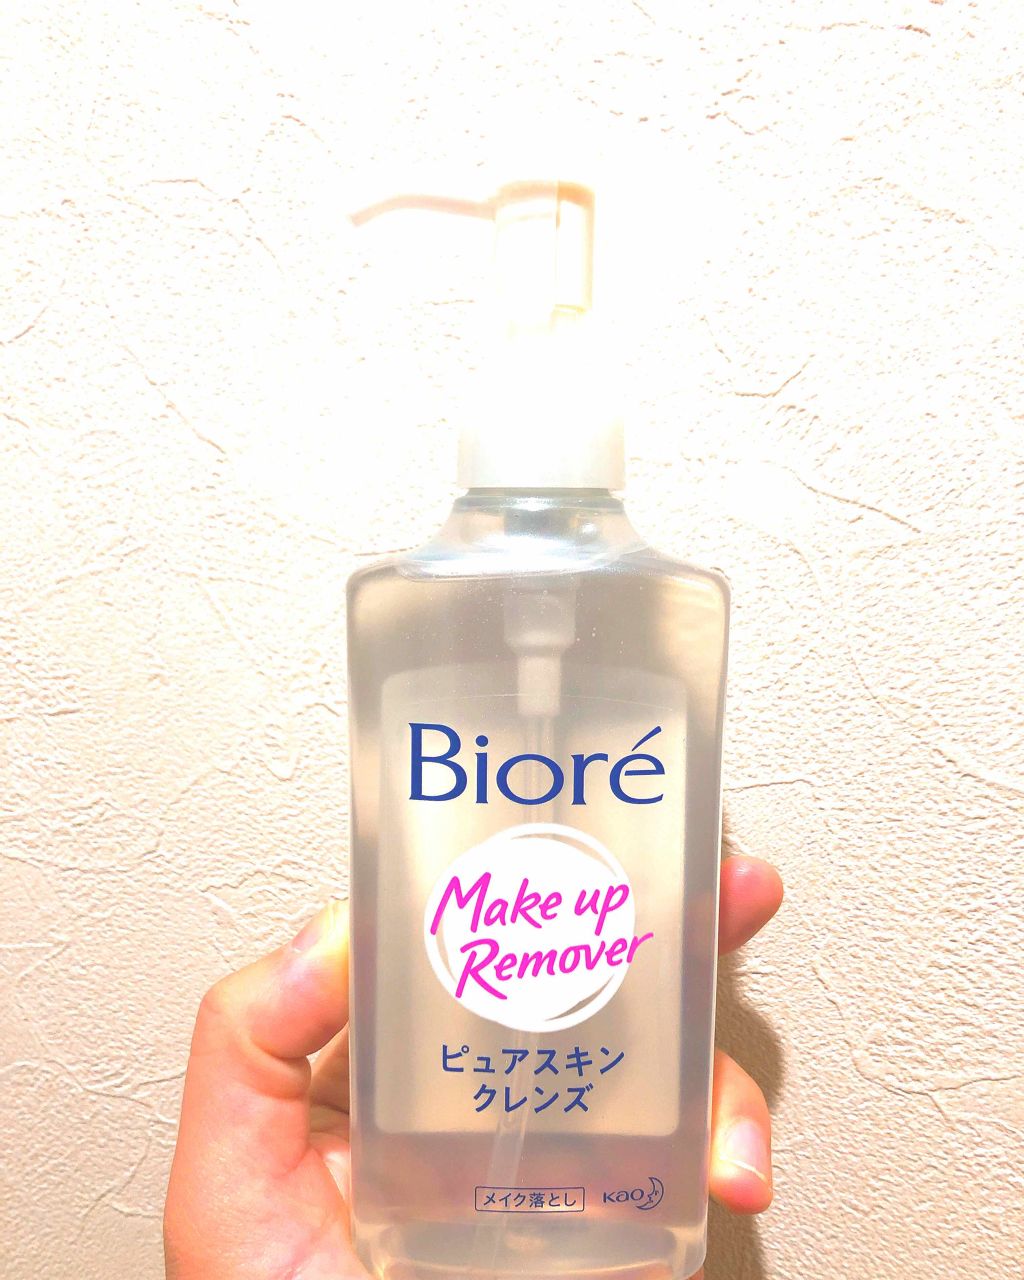 Bioré
Make up
Remover
ピュアスキン
クレンズ
メイク落とし
Kao